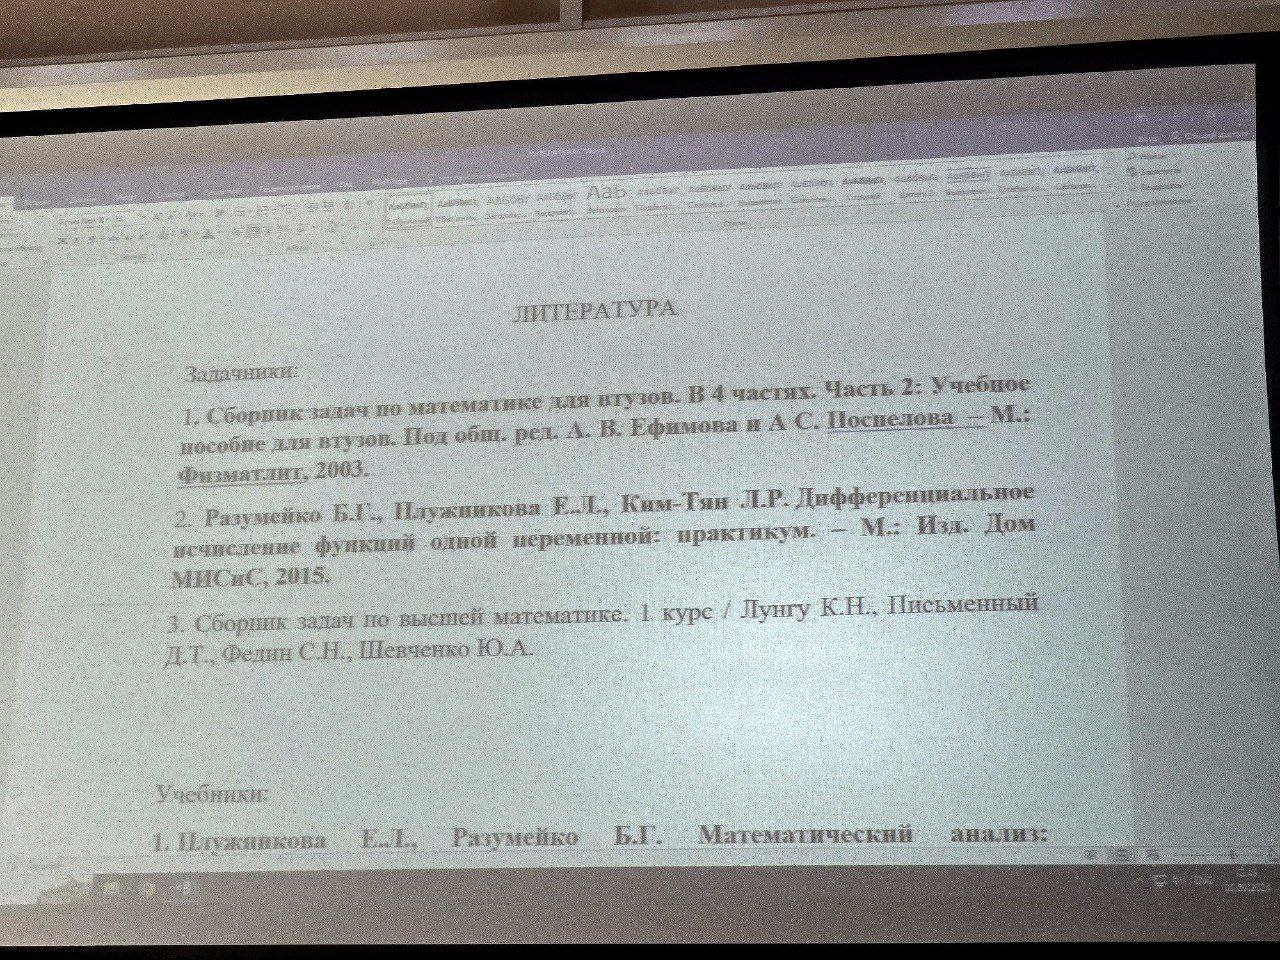 ЛИТЕРАТУРА
Задачники:
1. Сборник задач по математике для втузов. В 4 частях. Часть 2: Учебное
пособие для втузов. Под общ. ред. А. В. Ефимова и А С. Поспелова – М.:
Физматлит, 2003.
2. Разумейко Б.Г., Плужникова Е.Л., Ким-Тян Л.Р. Дифференциальное
исчисление функций одной переменной: практикум. – М.: Изд. Дом
МИСиС, 2015.
3. Сборник задач по высшей математике. 1 курс / Лунгу К.Н., Письменный
Д.Т., Федин С.Н., Шевченко Ю.А.
Учебники:
1. Плужникова Е.Л., Разумейко Б.Г. Математический анализ: